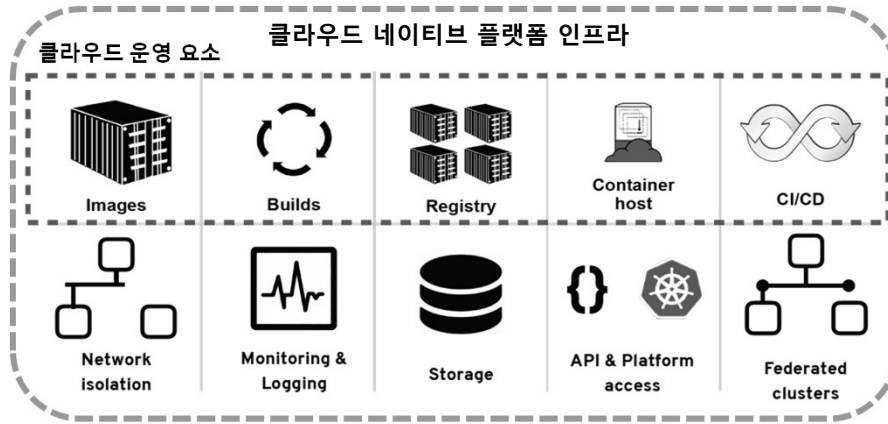 클라우드 네이티브 플랫폼 인프라
클라우드 운영 요소
Images
Builds
Registry
Container
host
CI/CD
Network
isolation
Monitoring &
Logging
Storage
{}
API & Platform
access
Federated
clusters